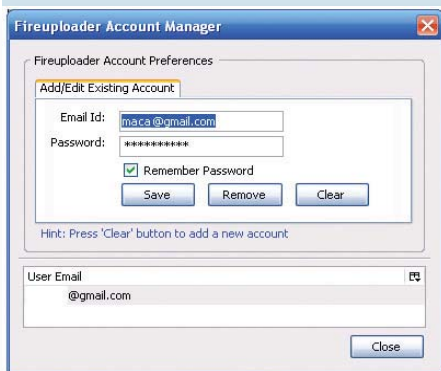 Fireuploader Account Manager
Fireuploader Account Preferences
Add/Edit Existing Account
Email Id: maca @gmail.com
Password: **********
Remember Password
Save Remove Clear
Hint: Press 'Clear' button to add a new account
User Email
@gmail.com
Close